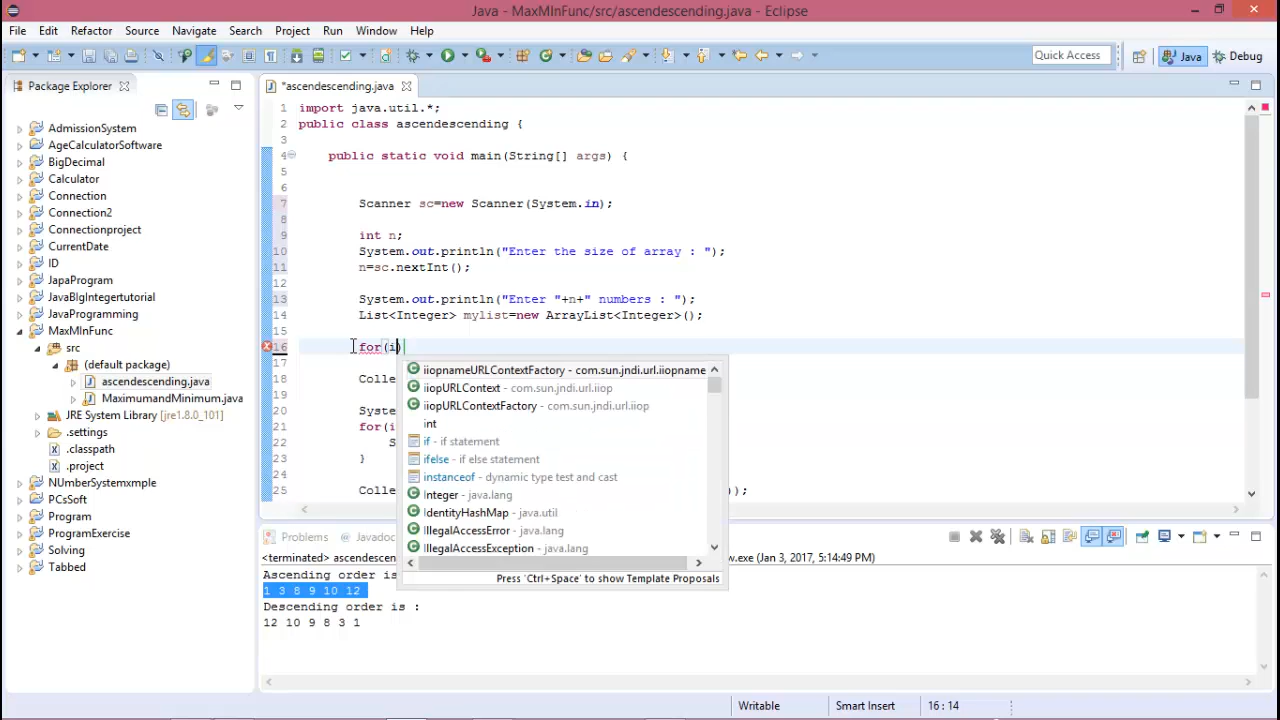 Java - MaxMInFunc/src/ascendescending.java - Eclipse
File Edit Refactor Source Navigate Search Project Run Window Help
Quick Access Java Debug
Package Explorer
AdmissionSystem
AgeCalculatorSoftware
BigDecimal
Calculator
Connection
Connection2
Connectionproject
CurrentDate
ID
JapaProgram
JavaBIgIntegertutorial
JavaProgramming
MaxMInFunc
src
(default package)
ascendescending.java
MaximumandMinimum.java
JRE System Library [jre1.8.0_101]
.settings
.classpath
.project
NUmberSystemxmple
PCsSoft
Program
ProgramExercise
Solving
Tabbed
*ascendescending.java
1 import java.util.*;
2 public class ascendescending {
3
4 public static void main(String[] args) {
5
6
7 Scanner sc=new Scanner(System.in);
8
9 int n;
10 System.out.println("Enter the size of array : ");
11 n=sc.nextInt();
12
13 System.out.println("Enter "+n+" numbers : ");
14 List<Integer> mylist=new ArrayList<Integer>();
15
16 for(i)
17
18 Colle
19
20 Syste
21 for(i
22 S
23 }
24
25 Colle ));
iiopnameURLContextFactory - com.sun.jndi.url.iiopname
iiopURLContext - com.sun.jndi.url.iiop
iiopURLContextFactory - com.sun.jndi.url.iiop
int
if - if statement
ifelse - if else statement
instanceof - dynamic type test and cast
Integer - java.lang
IdentityHashMap - java.util
IllegalAccessError - java.lang
IllegalAccessException - java.lang
Press 'Ctrl+Space' to show Template Proposals
Problems Javadoc
<terminated> ascendescen w.exe (Jan 3, 2017, 5:14:49 PM)
Ascending order is
1 3 8 9 10 12
Descending order is :
12 10 9 8 3 1
Writable Smart Insert 16 : 14